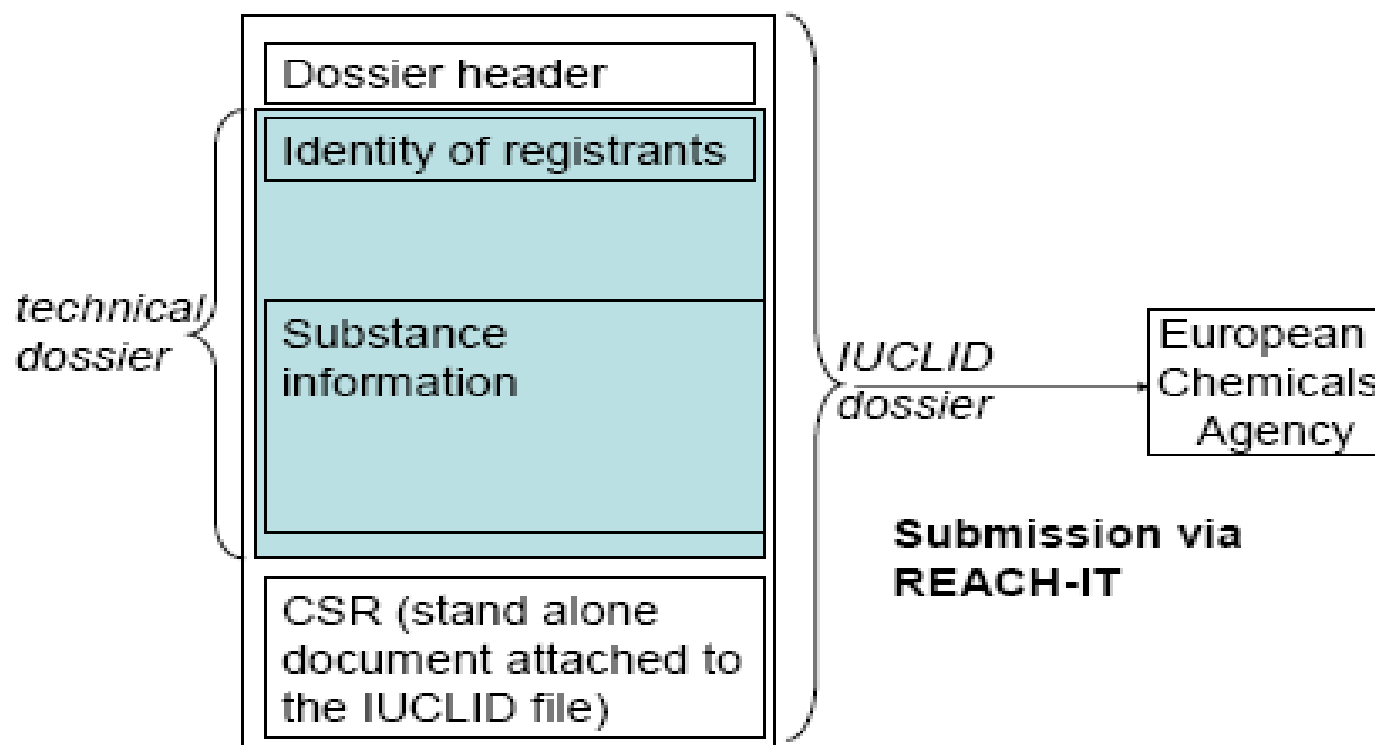 Dossier header
Identity of registrants
technical
dossier
Substance
information
IUCLID
dossier
European
Chemicals
Agency
Submission via
REACH-IT
CSR (stand alone
document attached to
the IUCLID file)